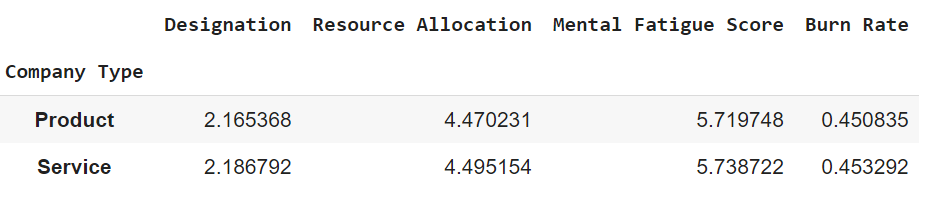 Designation Resource Allocation Mental Fatigue Score Burn Rate
Company Type
Product 2.165368 4.470231 5.719748 0.450835
Service 2.186792 4.495154 5.738722 0.453292